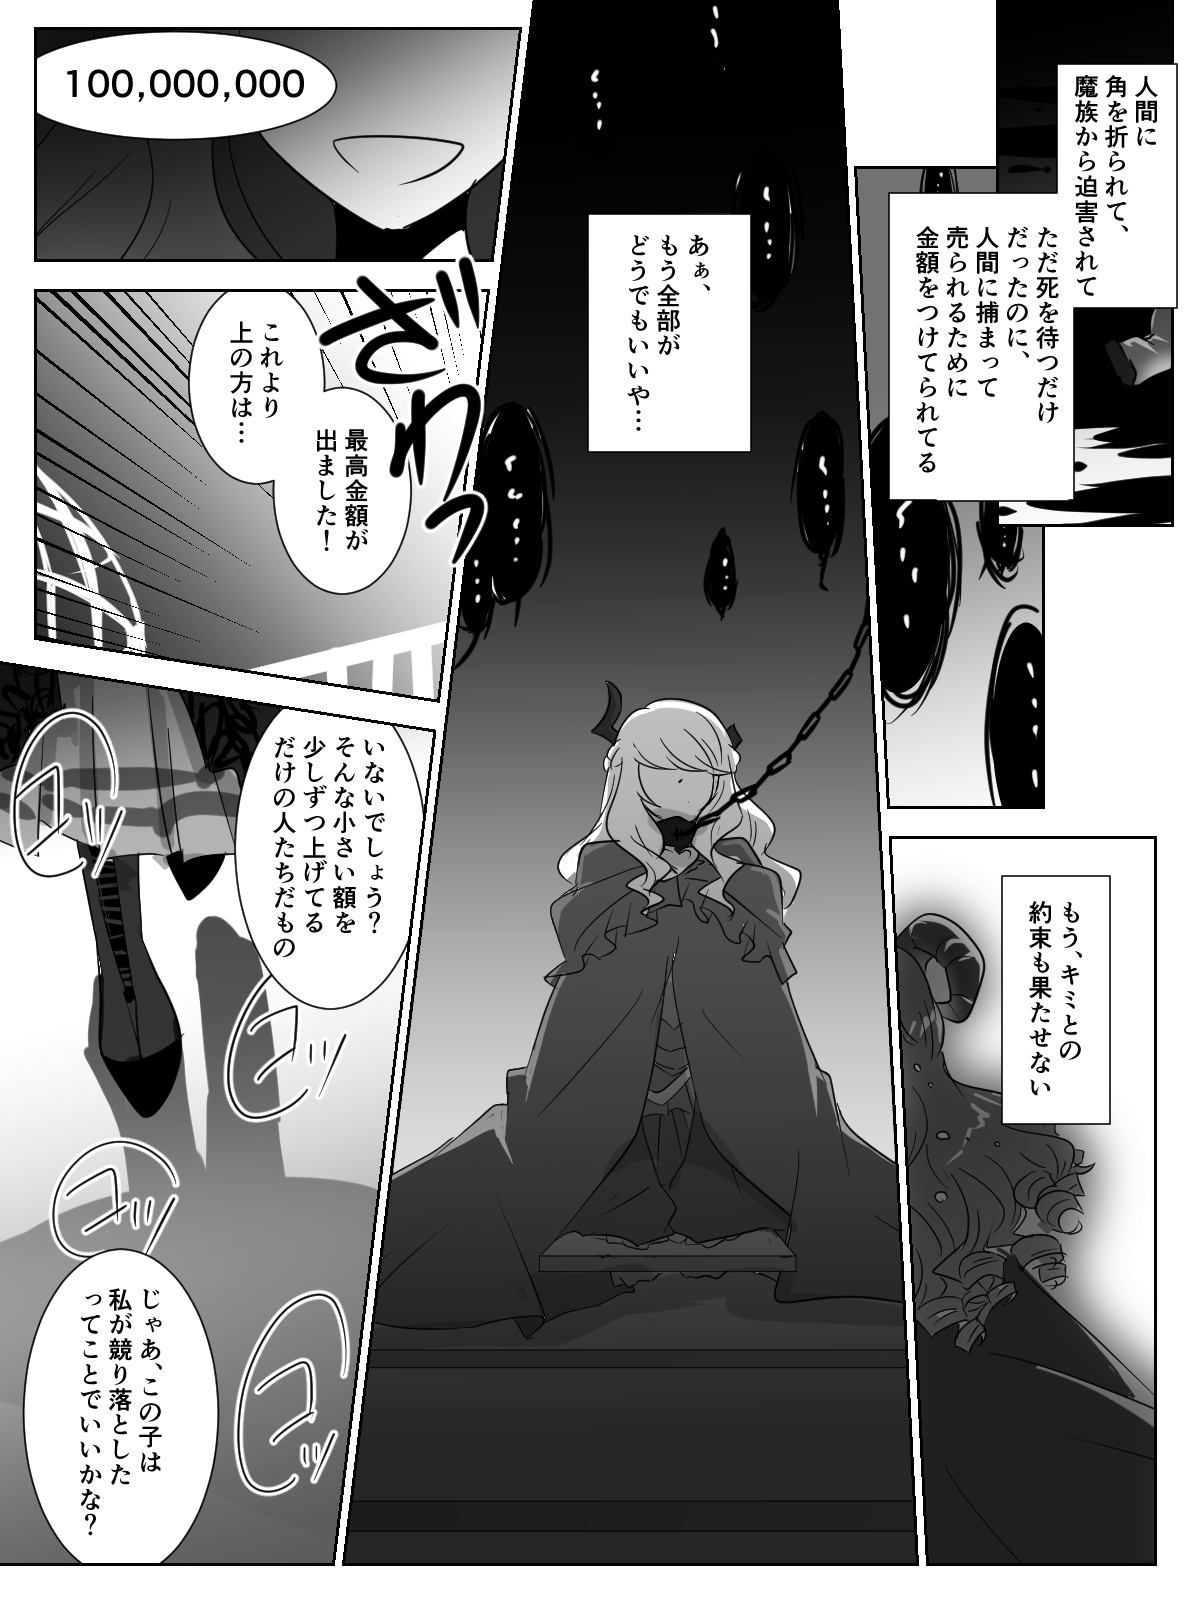 人間に
角を折られて、
魔族から迫害されて
ただ死を待つだけ
だったのに、
人間に捕まって
売られるために
金額をつけてられてる
もう、キミとの
約束も果たせない
あぁ、
もう全部が
どうでもいいや…
100,000,000
ざわっ
最高金額が
出ました！
これより
上の方は…
いないでしょう？
そんな小さい額を
少しずつ上げてる
だけの人たちだもの
コツ
コツ
コツ
コツ
じゃあ、この子は
私が競り落とした
ってことでいいかな？